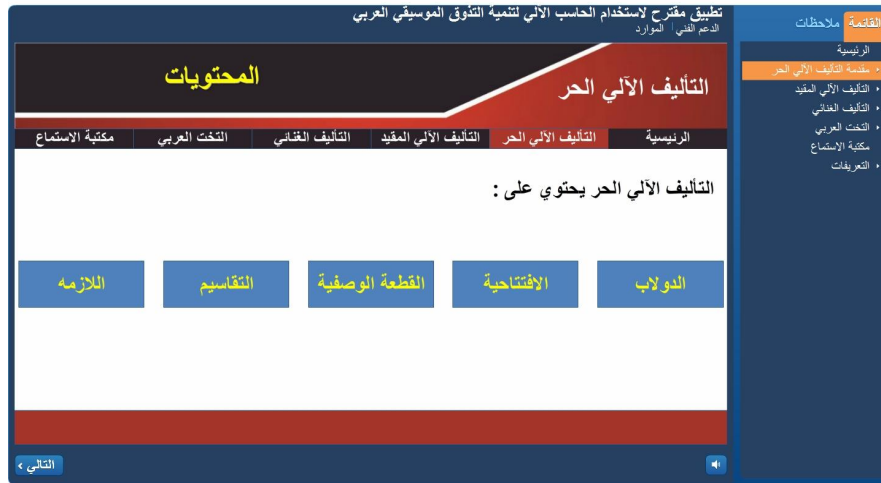 تطبيق مقترح لاستخدام الحاسب الآلي لتنمية التذوق الموسيقي العربي
الدعم الفني | الموارد
القائمة ملاحظات
الرئيسية
مقدمة التأليف الآلي الحر
التأليف الآلي المقيد
التأليف الغنائي
التخت العربي
مكتبة الاستماع
التعريفات
التأليف الآلي الحر
المحتويات
الرئيسية التأليف الآلي الحر التأليف الآلي المقيد التأليف الغنائي التخت العربي مكتبة الاستماع
التأليف الآلي الحر يحتوي على :
الدولاب الافتتاحية القطعة الوصفية التقاسيم اللازمه
التالي